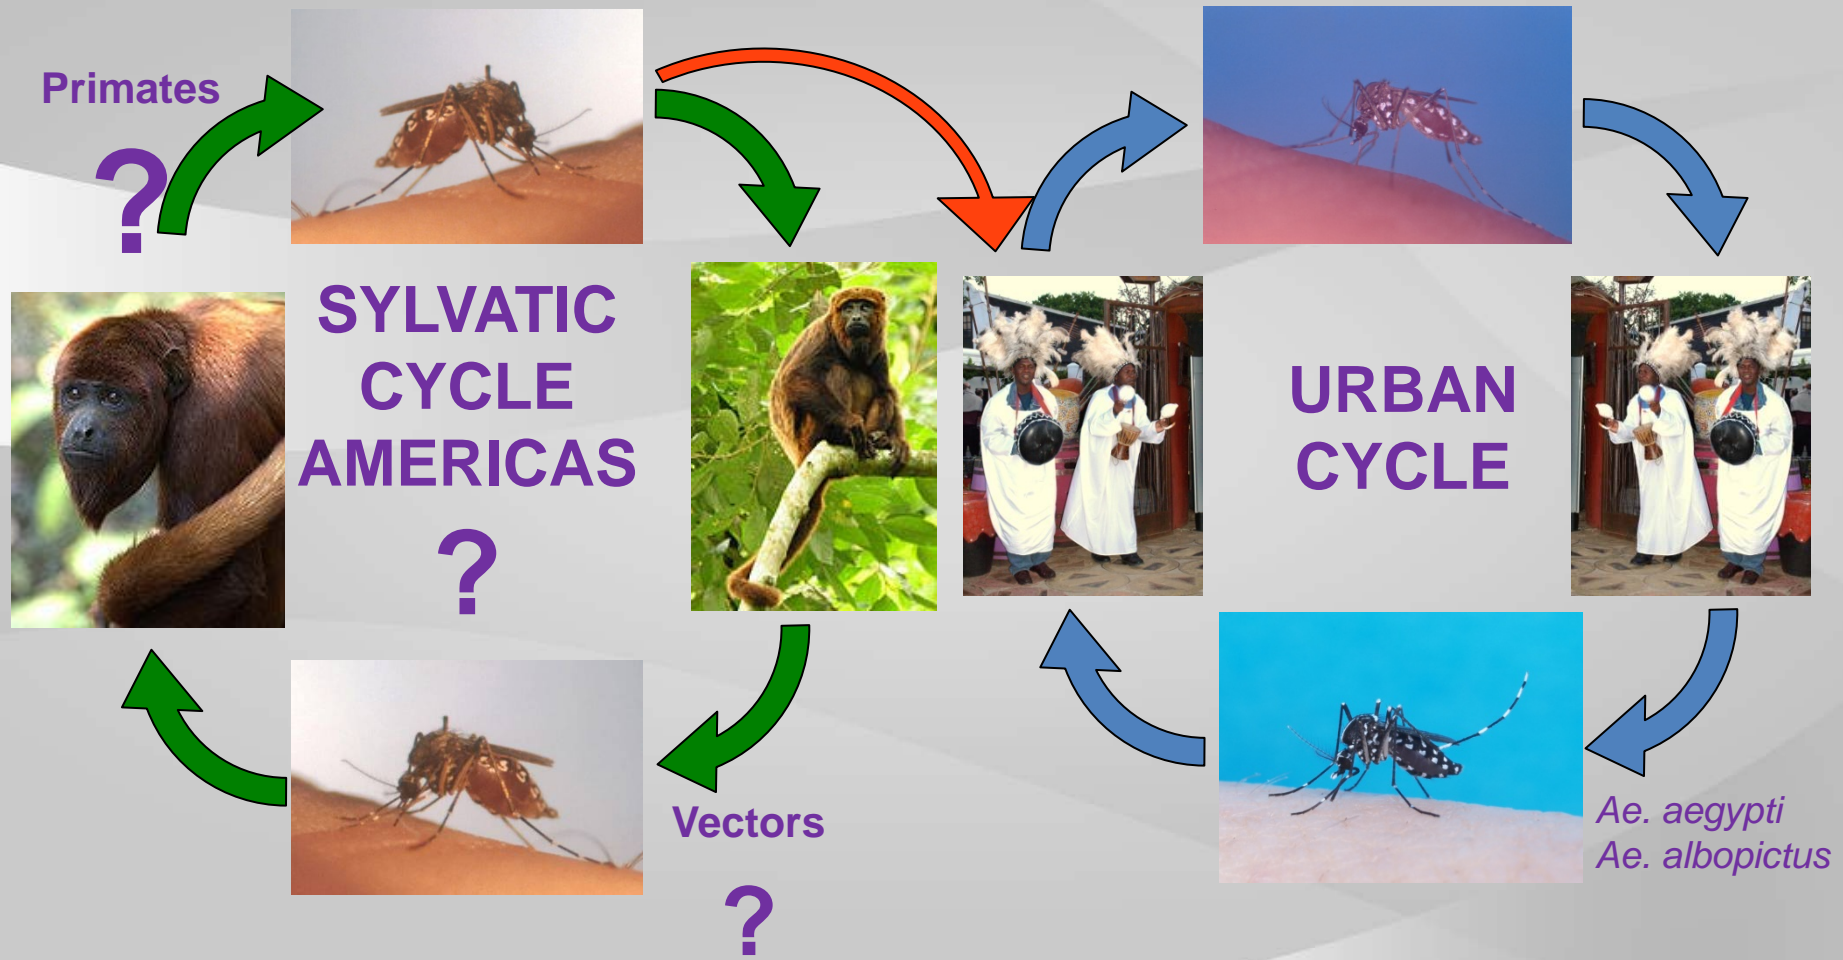 Primates
?
SYLVATIC
CYCLE
AMERICAS
?
URBAN
CYCLE
Vectors
?
Ae. aegypti
Ae. albopictus